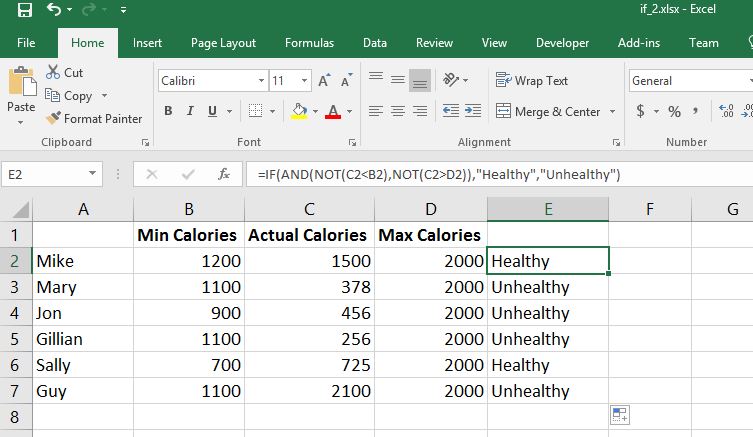 if_2.xlsx - Excel
File Home Insert Page Layout Formulas Data Review View Developer Add-ins Team
Cut
Copy
Format Painter
Paste
Calibri 11 A A
Wrap Text
General
B I U A
Merge & Center
$ % , .0 .00
Clipboard Font Alignment Number
E2 fx =IF(AND(NOT(C2<B2),NOT(C2>D2)),"Healthy","Unhealthy")
A B C D E F G
1 Min Calories Actual Calories Max Calories
2 Mike 1200 1500 2000 Healthy
3 Mary 1100 378 2000 Unhealthy
4 Jon 900 456 2000 Unhealthy
5 Gillian 1100 256 2000 Unhealthy
6 Sally 700 725 2000 Healthy
7 Guy 1100 2100 2000 Unhealthy
8